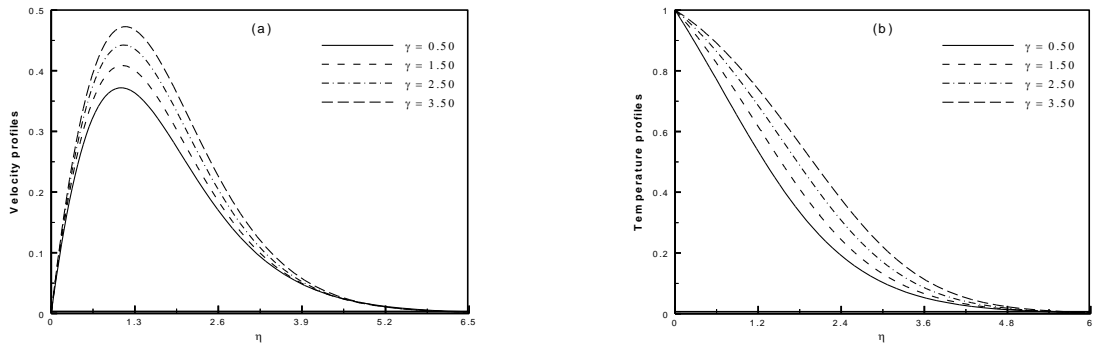 (a)
γ = 0.50
γ = 1.50
γ = 2.50
γ = 3.50
Velocity profiles
0.5
0.4
0.3
0.2
0.1
0
0 1.3 2.6 3.9 5.2 6.5
η
(b)
γ = 0.50
γ = 1.50
γ = 2.50
γ = 3.50
Temperature profiles
1
0.8
0.6
0.4
0.2
0
0 1.2 2.4 3.6 4.8 6
η